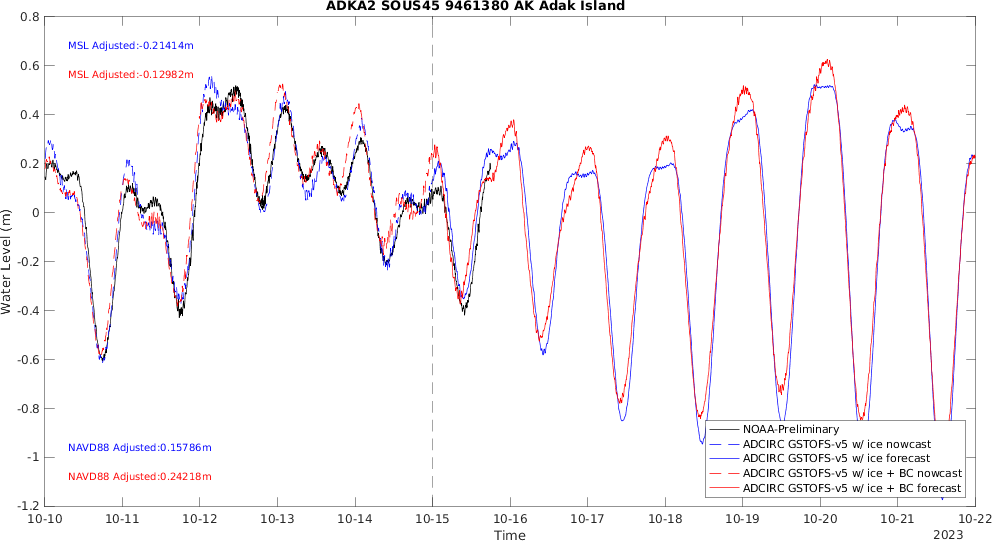 ADKA2 SOUS45 9461380 AK Adak Island
0.8
0.6
0.4
0.2
0
-0.2
-0.4
-0.6
-0.8
-1
-1.2
Water Level (m)
MSL Adjusted:-0.21414m
MSL Adjusted:-0.12982m
NAVD88 Adjusted:0.15786m
NAVD88 Adjusted:0.24218m
NOAA-Preliminary
ADCIRC GSTOFS-v5 w/ ice nowcast
ADCIRC GSTOFS-v5 w/ ice forecast
ADCIRC GSTOFS-v5 w/ ice + BC nowcast
ADCIRC GSTOFS-v5 w/ ice + BC forecast
10-10 10-11 10-12 10-13 10-14 10-15 10-16 10-17 10-18 10-19 10-20 10-21 10-22
Time
2023